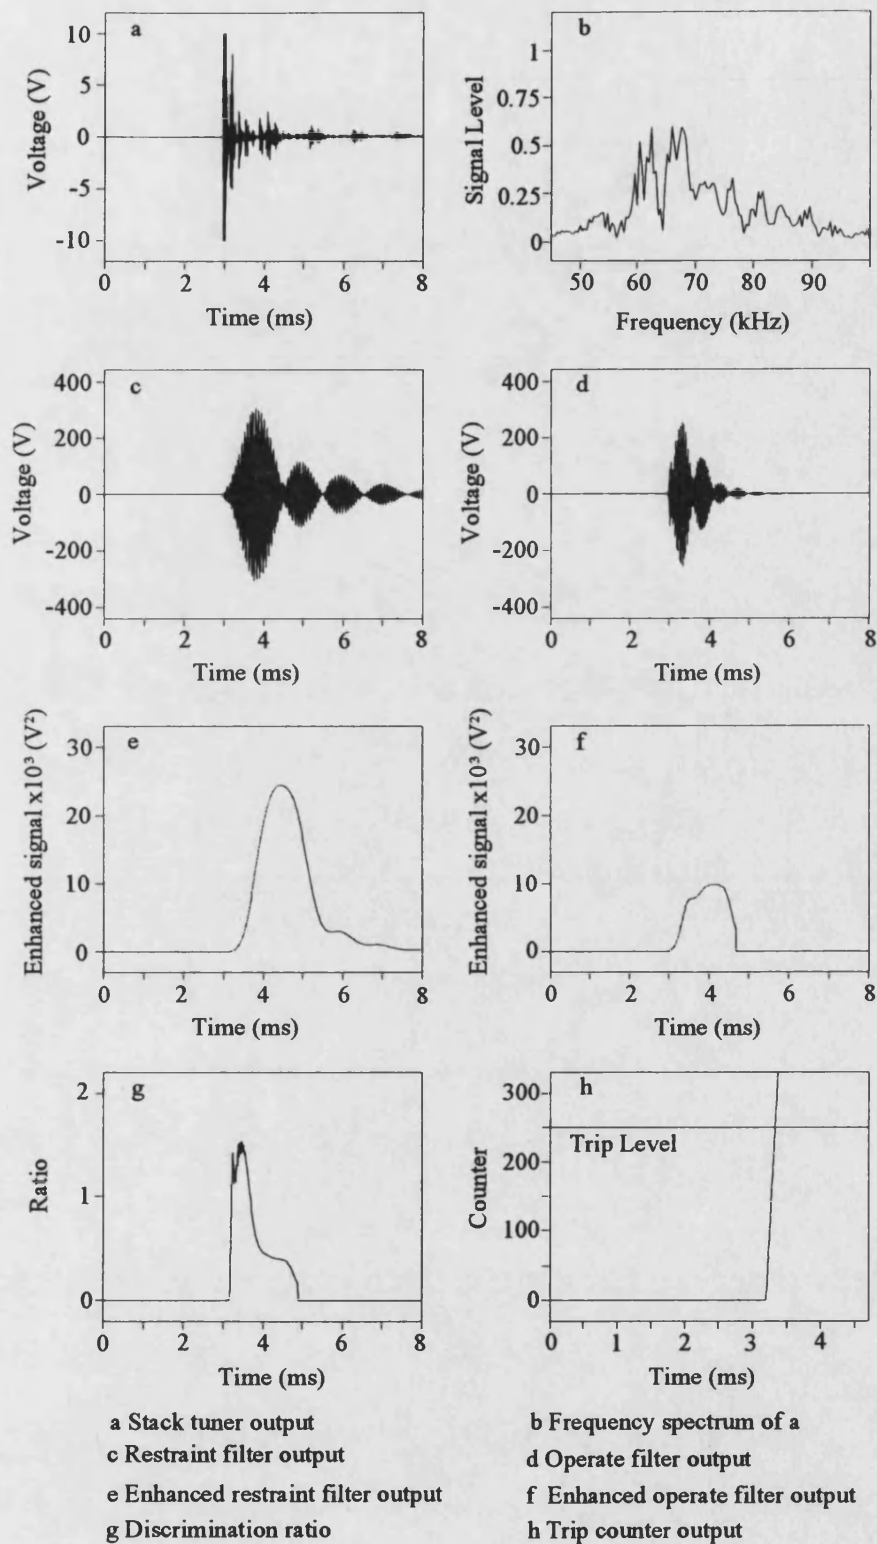 a
10
5
0
-5
-10
Voltage (V)
0 2 4 6 8
Time (ms)
b
1
0.75
0.5
0.25
0
Signal Level
50 60 70 80 90
Frequency (kHz)
c
400
200
0
-200
-400
Voltage (V)
0 2 4 6 8
Time (ms)
d
400
200
0
-200
-400
Voltage (V)
0 2 4 6 8
Time (ms)
e
30
20
10
0
Enhanced signal x10³ (V²)
0 2 4 6 8
Time (ms)
f
30
20
10
0
Enhanced signal x10³ (V²)
0 2 4 6 8
Time (ms)
g
2
1
0
Ratio
0 2 4 6 8
Time (ms)
h
300
200
100
0
Trip Level
Counter
0 1 2 3 4
Time (ms)
a Stack tuner output
b Frequency spectrum of a
c Restraint filter output
d Operate filter output
e Enhanced restraint filter output
f Enhanced operate filter output
g Discrimination ratio
h Trip counter output